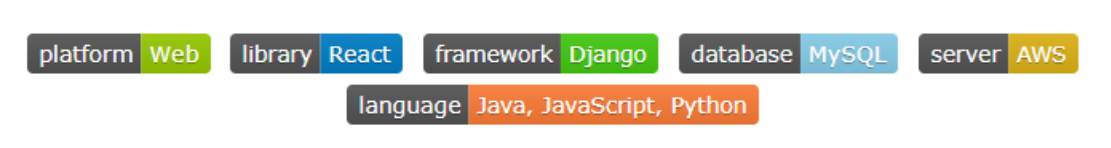 platform Web library React framework Django database MySQL server AWS
language Java, JavaScript, Python